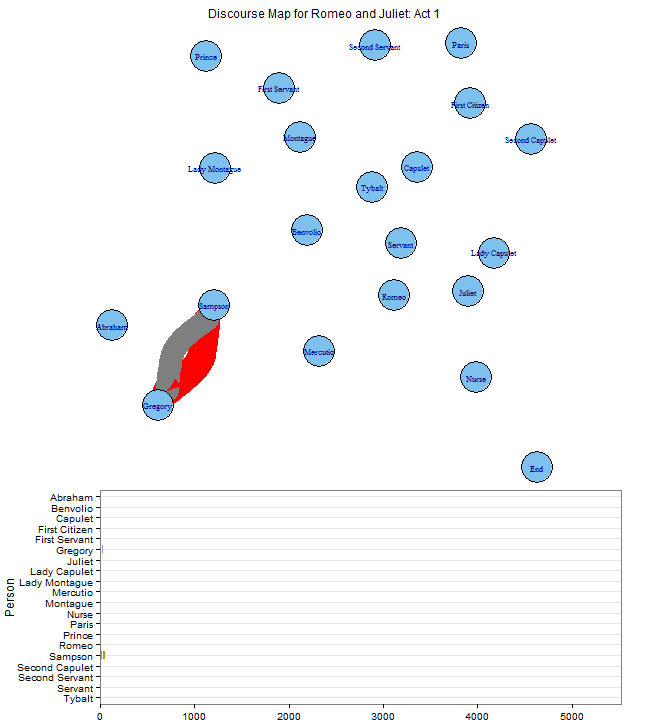 Discourse Map for Romeo and Juliet: Act 1
Second Servant
Paris
Prince
First Servant
First Citizen
Montague
Second Capulet
Lady Montague
Capulet
Tybalt
Benvolio
Servant
Lady Capulet
Romeo
Juliet
Sampson
Abraham
Mercutio
Nurse
Gregory
End
Abraham
Benvolio
Capulet
First Citizen
First Servant
Gregory
Juliet
Lady Capulet
Lady Montague
Mercutio
Montague
Nurse
Paris
Prince
Romeo
Sampson
Second Capulet
Second Servant
Servant
Tybalt
Person
0 1000 2000 3000 4000 5000